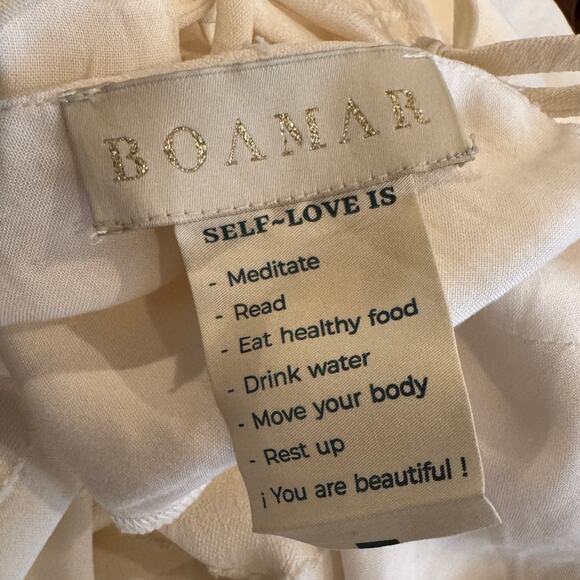 BOAMAR
SELF~LOVE IS
- Meditate
- Read
- Eat healthy food
- Drink water
- Move your body
- Rest up
¡ You are beautiful !